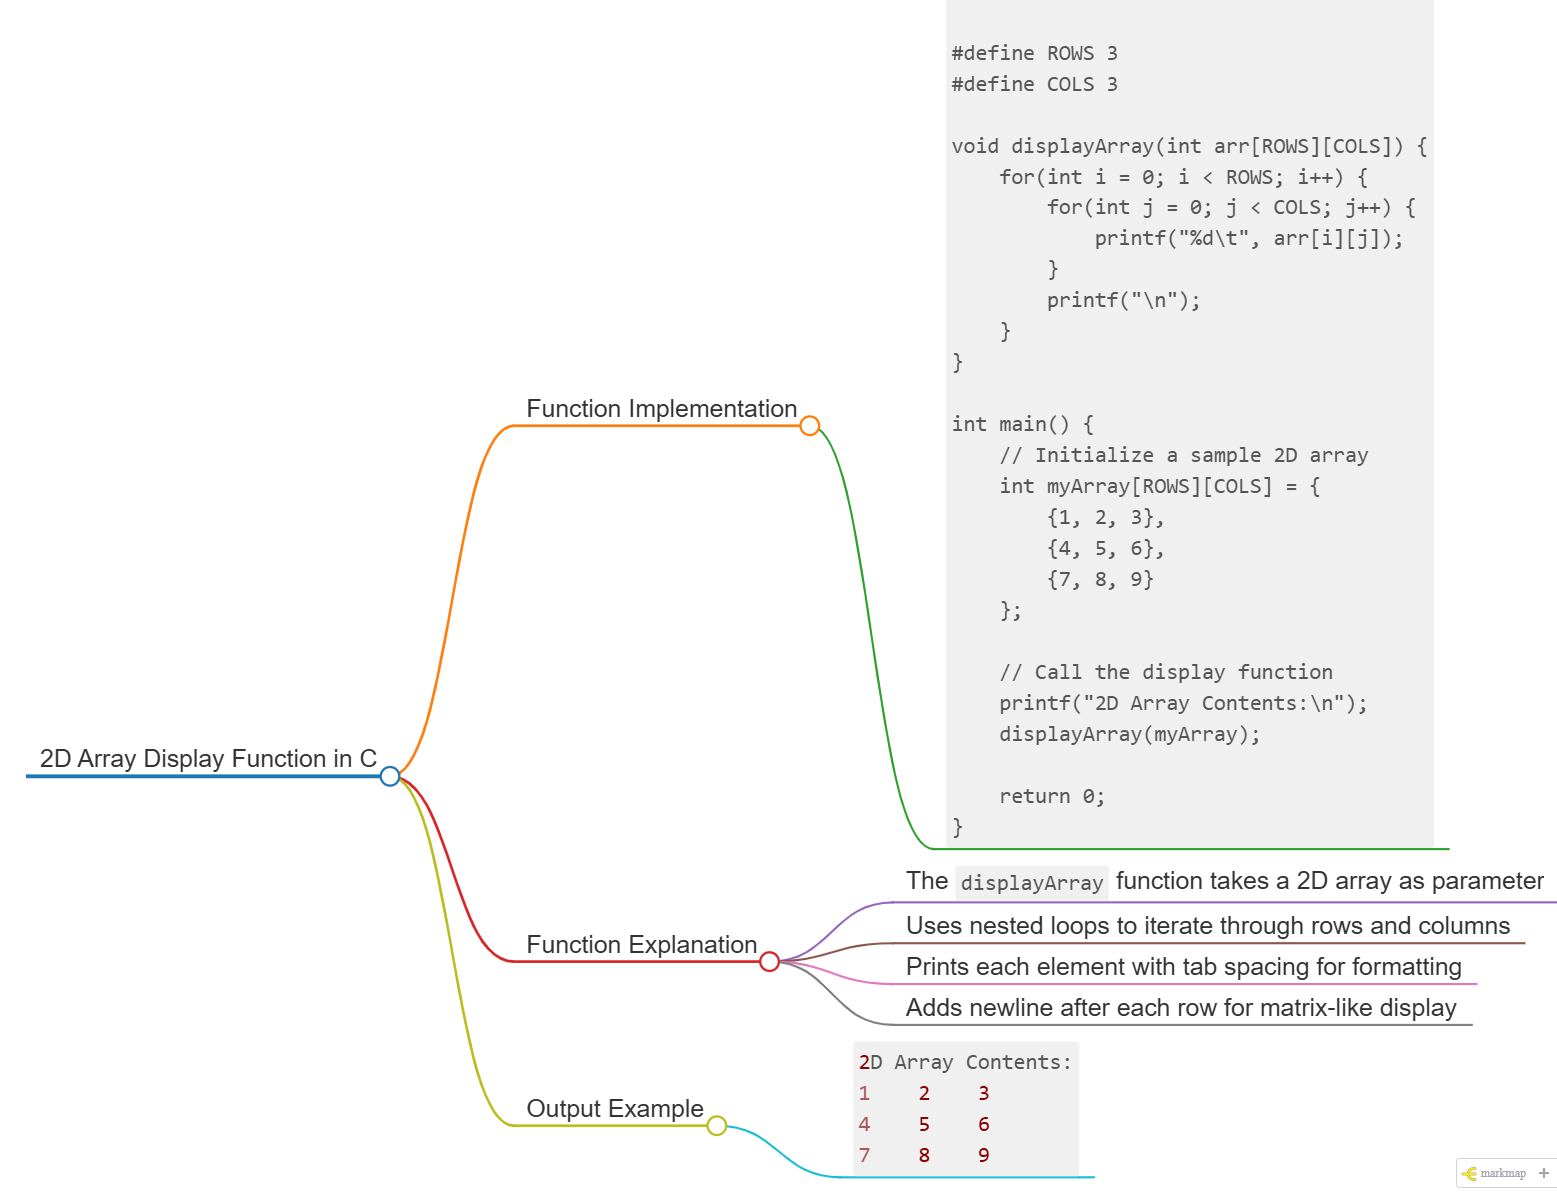 #define ROWS 3
#define COLS 3
void displayArray(int arr[ROWS][COLS]) {
    for(int i = 0; i < ROWS; i++) {
        for(int j = 0; j < COLS; j++) {
            printf("%d\t", arr[i][j]);
        }
        printf("\n");
    }
}
int main() {
    // Initialize a sample 2D array
    int myArray[ROWS][COLS] = {
        {1, 2, 3},
        {4, 5, 6},
        {7, 8, 9}
    };
    // Call the display function
    printf("2D Array Contents:\n");
    displayArray(myArray);
    return 0;
}
Function Implementation
2D Array Display Function in C
Function Explanation
The displayArray function takes a 2D array as parameter
Uses nested loops to iterate through rows and columns
Prints each element with tab spacing for formatting
Adds newline after each row for matrix-like display
Output Example
2D Array Contents:
1    2    3
4    5    6
7    8    9
markmap +